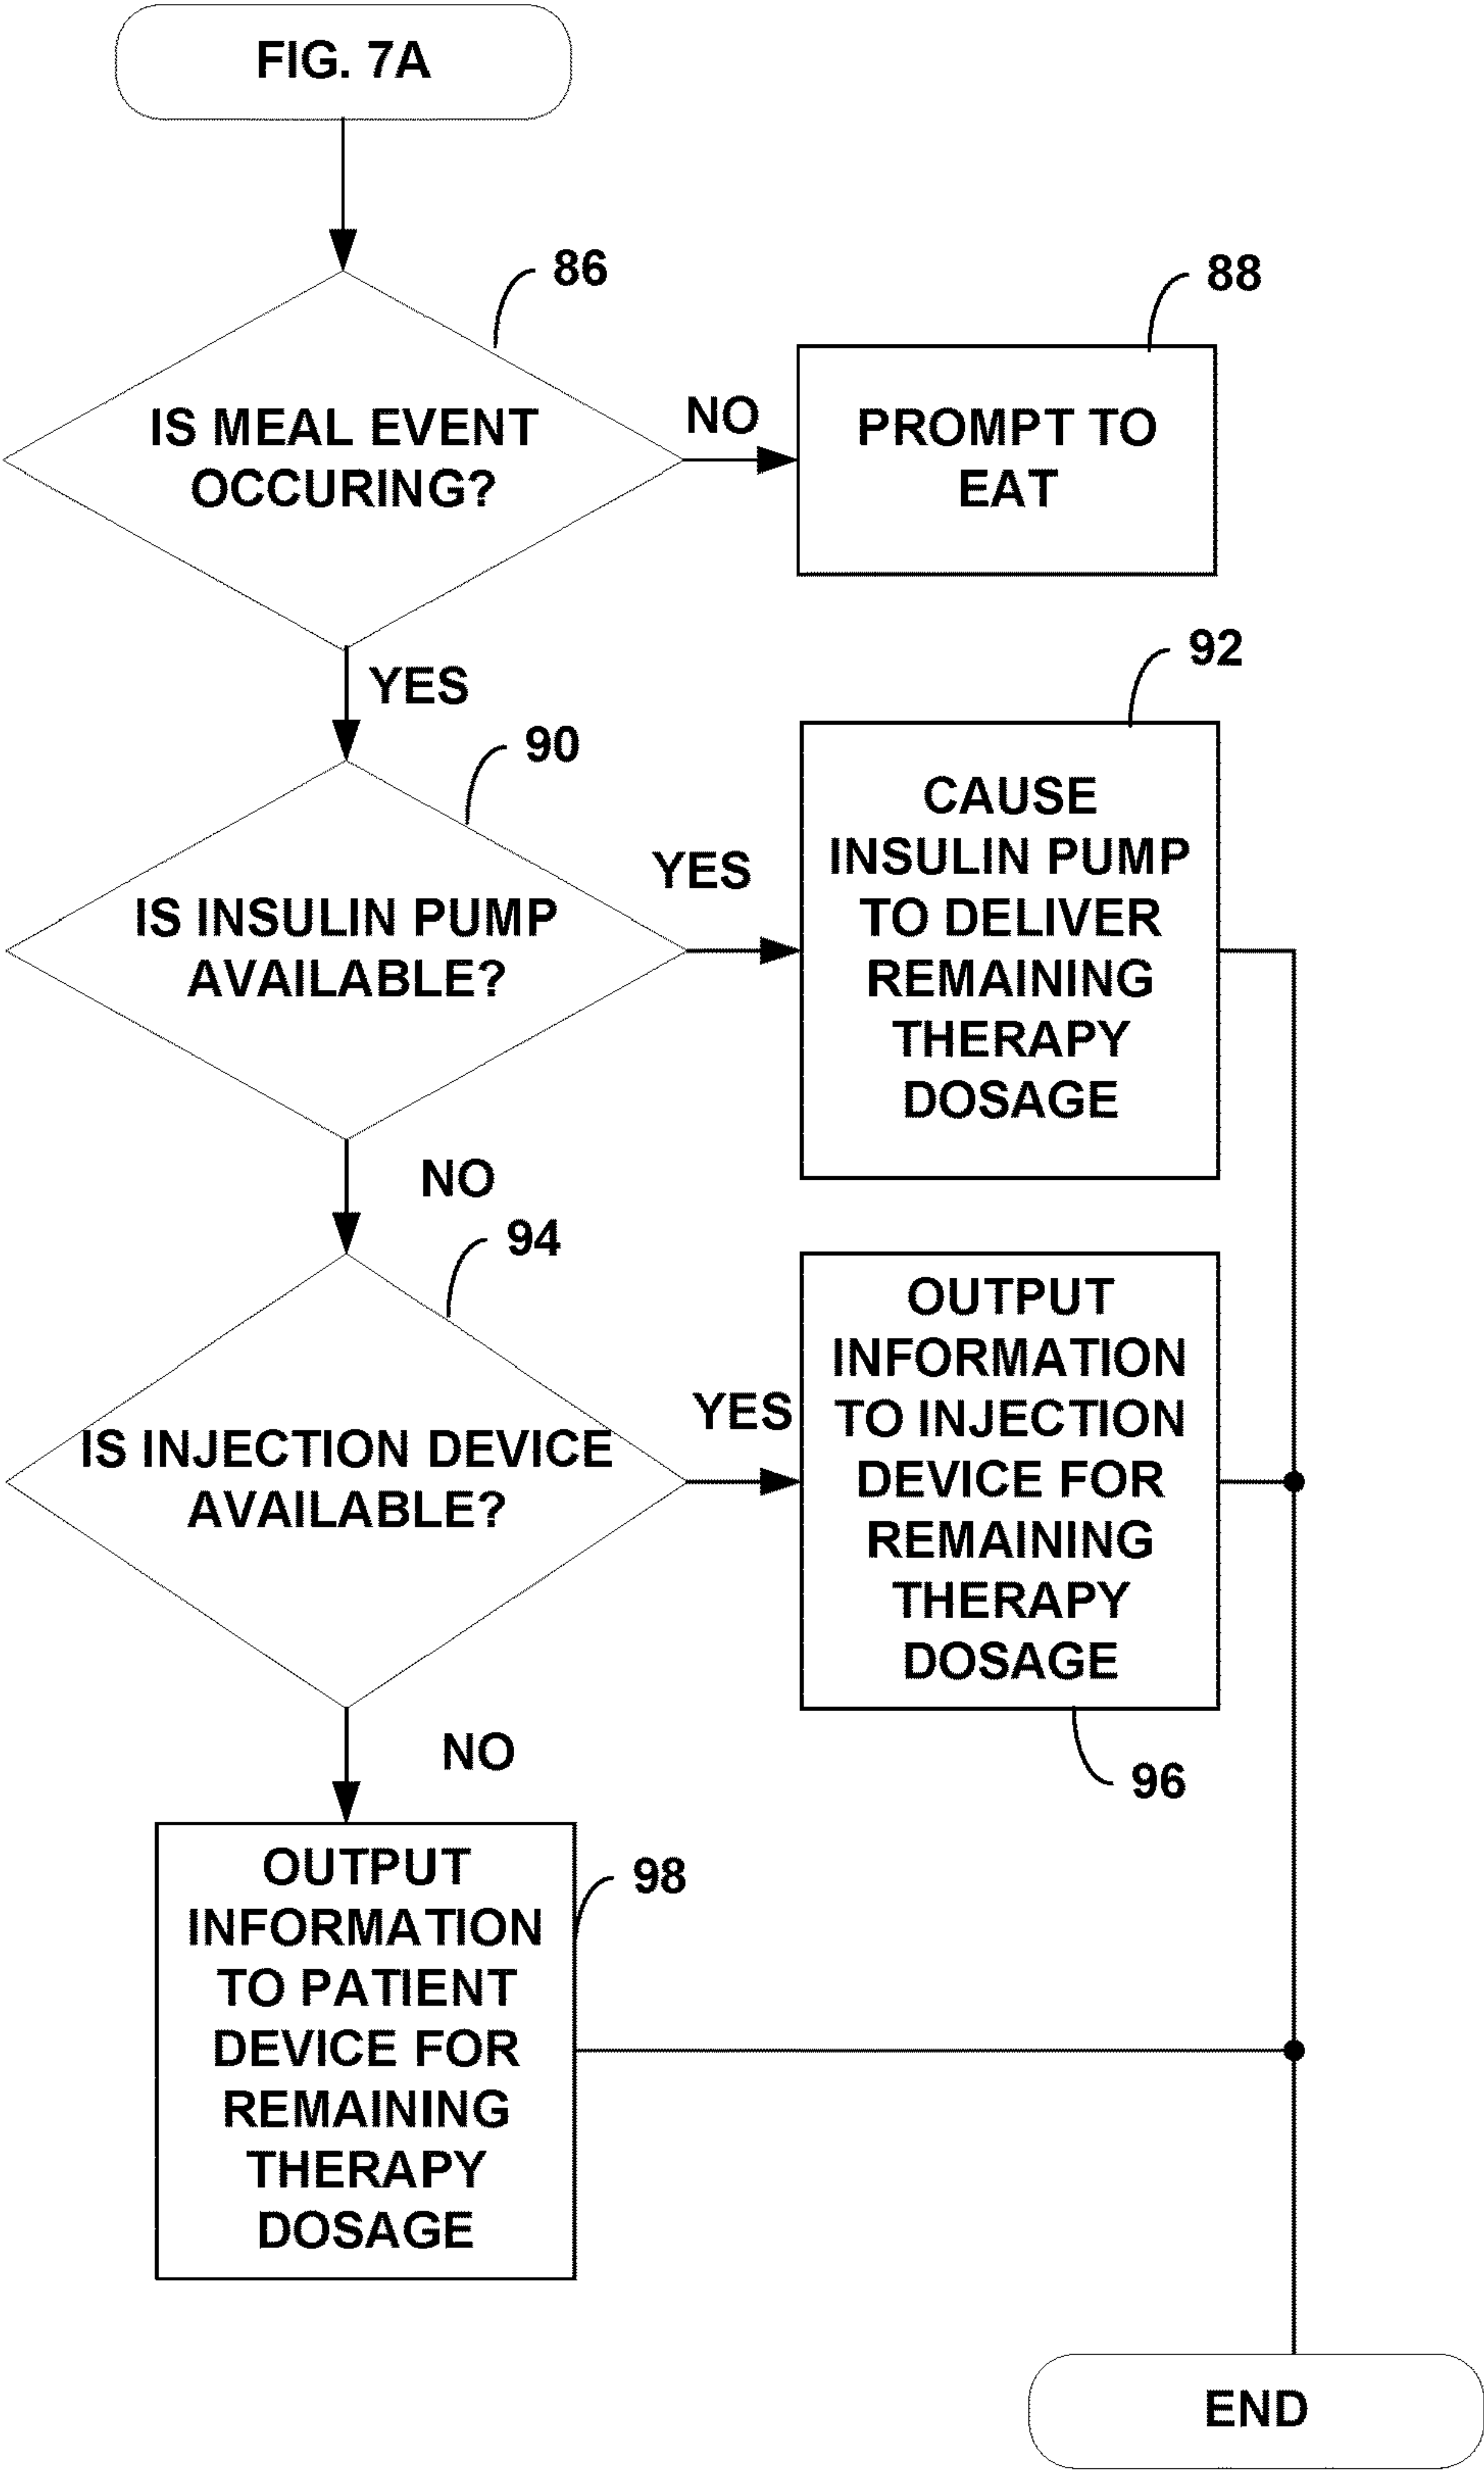 FIG. 7A
86
88
IS MEAL EVENT
OCCURING?
NO
PROMPT TO
EAT
YES
92
90
CAUSE
INSULIN PUMP
TO DELIVER
REMAINING
THERAPY
DOSAGE
YES
IS INSULIN PUMP
AVAILABLE?
NO
94
OUTPUT
INFORMATION
TO INJECTION
DEVICE FOR
REMAINING
THERAPY
DOSAGE
YES
IS INJECTION DEVICE
AVAILABLE?
NO
96
OUTPUT
INFORMATION
TO PATIENT
DEVICE FOR
REMAINING
THERAPY
DOSAGE
98
END